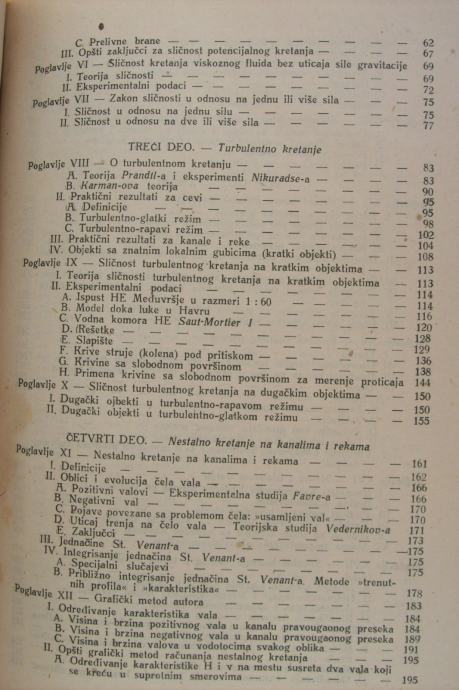 C. Prelivne brane — — — — — — — — 62
III. Opšti zaključci za sličnost potencijalnog kretanja — — — 67
Poglavlje VI — Sličnost kretanja viskoznog fluida bez uticaja sile gravitacije 69
I. Teorija sličnosti — — — — — — — — 69
II. Eksperimentalni podaci — — — — — — — 72
Poglavlje VII — Zakon sličnosti u odnosu na jednu ili više sila — — — 75
I. Sličnost u odnosu na jednu silu — — — — — — 75
II. Sličnost u odnosu na dve ili više sila — — — — — 77
TREĆI DEO. — Turbulentno kretanje
Poglavlje VIII — O turbulentnom kretanju — — — — — — 83
A. Teorija Prandtl-a i eksperimenti Nikuradse-a — — — — 83
B. Karman-ova teorija — — — — — — — 90
II. Praktični rezultati za cevi — — — — — — — 95
A. Definicije — — — — — — — — 95
B. Turbulentno-glatki režim — — — — — — 98
C. Turbulentno-rapavi režim — — — — — — 102
III. Praktični rezultati za kanale i reke — — — — — 104
IV. Objekti sa znatnim lokalnim gubicima (kratki objekti) — — — 108
Poglavlje IX — Sličnost turbulentnog kretanja na kratkim objektima — — 113
I. Teorija sličnosti turbulentnog kretanja na kratkim objektima — — 113
II. Eksperimentalni podaci — — — — — — — 114
A. Ispust HE Međuvršje u razmeri 1 : 60 — — — — 114
B. Model doka luke u Havru — — — — — — 116
C. Vodna komora HE Saut-Mortier I — — — — — 120
D. Rešetke — — — — — — — — 128
E. Slapište — — — — — — — — 129
F. Krive struje (kolena) pod pritiskom — — — — — 136
G. Krivine sa slobodnom površinom — — — — — 138
H. Primena krivine sa slobodnom površinom za merenje proticaja 144
Poglavlje X — Sličnost turbulentnog kretanja na dugačkim objektima — — 150
I. Dugački ojbekti u turbulentno-rapavom režimu — — — — 150
II. Dugački objekti u turbulentno-glatkom režimu — — — — 155
ČETVRTI DEO. — Nestalno kretanje na kanalima i rekama
Poglavlje XI — Nestalno kretanje na kanalima i rekama — — — — 161
I. Definicije — — — — — — — — 162
II. Oblici i evolucija čela vala — — — — — — 166
A. Pozitivni valovi — Eksperimentalna studija Favre-a — — — 166
B. Negativni val — — — — — — — 170
C. Pojave povezane sa problemom čela: »usamljeni val« — — — 170
D. Uticaj trenja na čelo vala — Teorijska studija Vedernikov-a 171
E. Zaključci — — — — — — — — 173
III. Jednačine St. Venant-a — — — — — — — 175
IV. Integrisanje jednačina St. Venant-a — — — — — 175
A. Specijalni slučajevi — — — — — — — 175
B. Približno integrisanje jednačina St. Venant-a. Metode »trenut-
nih profila« i »karakteristika« — — — — — 178
Poglavlje XII — Grafički metod autora — — — — — — 183
I. Određivanje karakteristika vala — — — — — — 184
A. Visina i brzina pozitivnog vala u kanalu pravougaonog preseka 184
B. Visina i brzina negativnog vala u kanalu pravougaonog preseka 189
C. Visina i brzina valova u vodotocima svakog oblika — — — 191
II. Opšti grafički metod računanja nestalnog kretanja — — — 195
A. Određivanje karakteristike H i v na mestu susreta dva vala koji
se kreću u suprotnim smerovima — — — — — 195